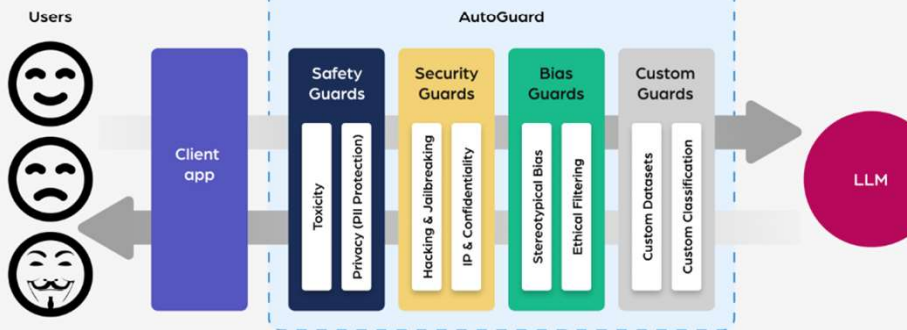 Users
AutoGuard
Client
app
Safety
Guards
Toxicity
Privacy (PII Protection)
Security
Guards
Hacking & Jailbreaking
IP & Confidentiality
Bias
Guards
Stereotypical Bias
Ethical Filtering
Custom
Guards
Custom Datasets
Custom Classification
LLM